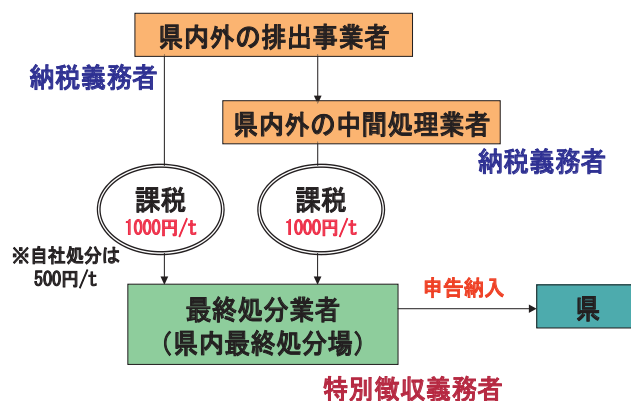 県内外の排出事業者
納税義務者
県内外の中間処理業者
納税義務者
課税
1000円/t
課税
1000円/t
※自社処分は
500円/t
最終処分業者
（県内最終処分場）
申告納入
県
特別徴収義務者